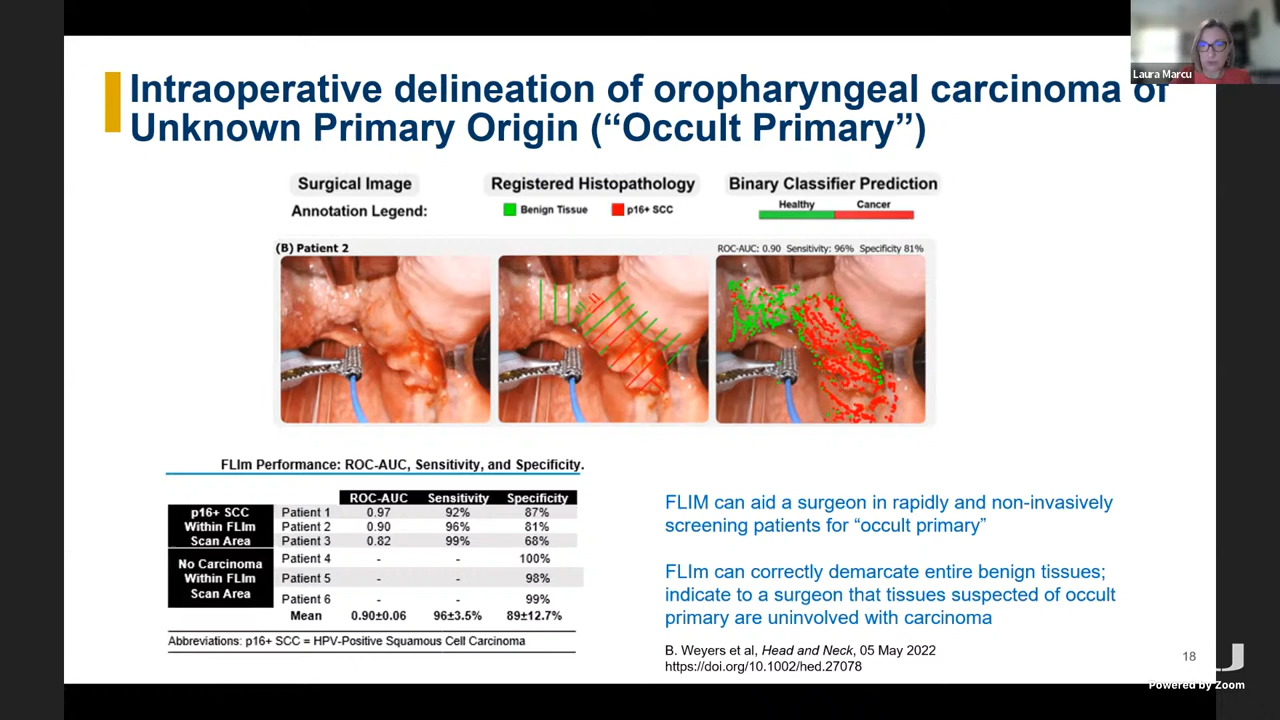 Laura Marcu
Intraoperative delineation of oropharyngeal carcinoma of
Unknown Primary Origin (“Occult Primary”)
Surgical Image
Registered Histopathology
Binary Classifier Prediction
Annotation Legend:
Benign Tissue
p16+ SCC
Healthy
Cancer
(B) Patient 2
ROC-AUC: 0.90 Sensitivity: 96% Specificity 81%
FLIm Performance: ROC-AUC, Sensitivity, and Specificity.
ROC-AUC Sensitivity Specificity
p16+ SCC
Within FLIm
Scan Area
Patient 1 0.97 92% 87%
Patient 2 0.90 96% 81%
Patient 3 0.82 99% 68%
No Carcinoma
Within FLIm
Scan Area
Patient 4 - - 100%
Patient 5 - - 98%
Patient 6 - - 99%
Mean 0.90±0.06 96±3.5% 89±12.7%
Abbreviations: p16+ SCC = HPV-Positive Squamous Cell Carcinoma
FLIM can aid a surgeon in rapidly and non-invasively
screening patients for “occult primary”
FLIm can correctly demarcate entire benign tissues;
indicate to a surgeon that tissues suspected of occult
primary are uninvolved with carcinoma
B. Weyers et al, Head and Neck, 05 May 2022
https://doi.org/10.1002/hed.27078
18
Powered by Zoom